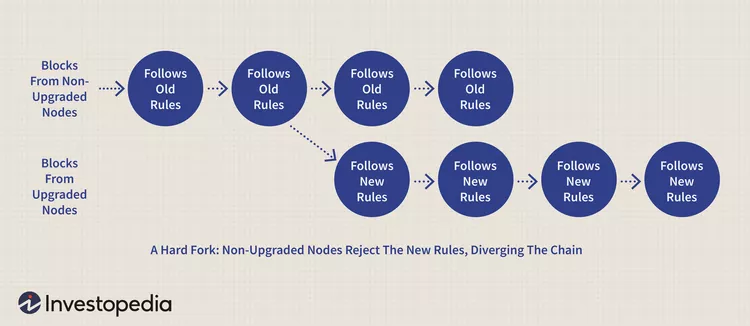 Blocks
From Non-
Upgraded
Nodes
Follows
Old
Rules
Follows
Old
Rules
Follows
Old
Rules
Follows
Old
Rules
Blocks
From
Upgraded
Nodes
Follows
New
Rules
Follows
New
Rules
Follows
New
Rules
Follows
New
Rules
A Hard Fork: Non-Upgraded Nodes Reject The New Rules, Diverging The Chain
Investopedia